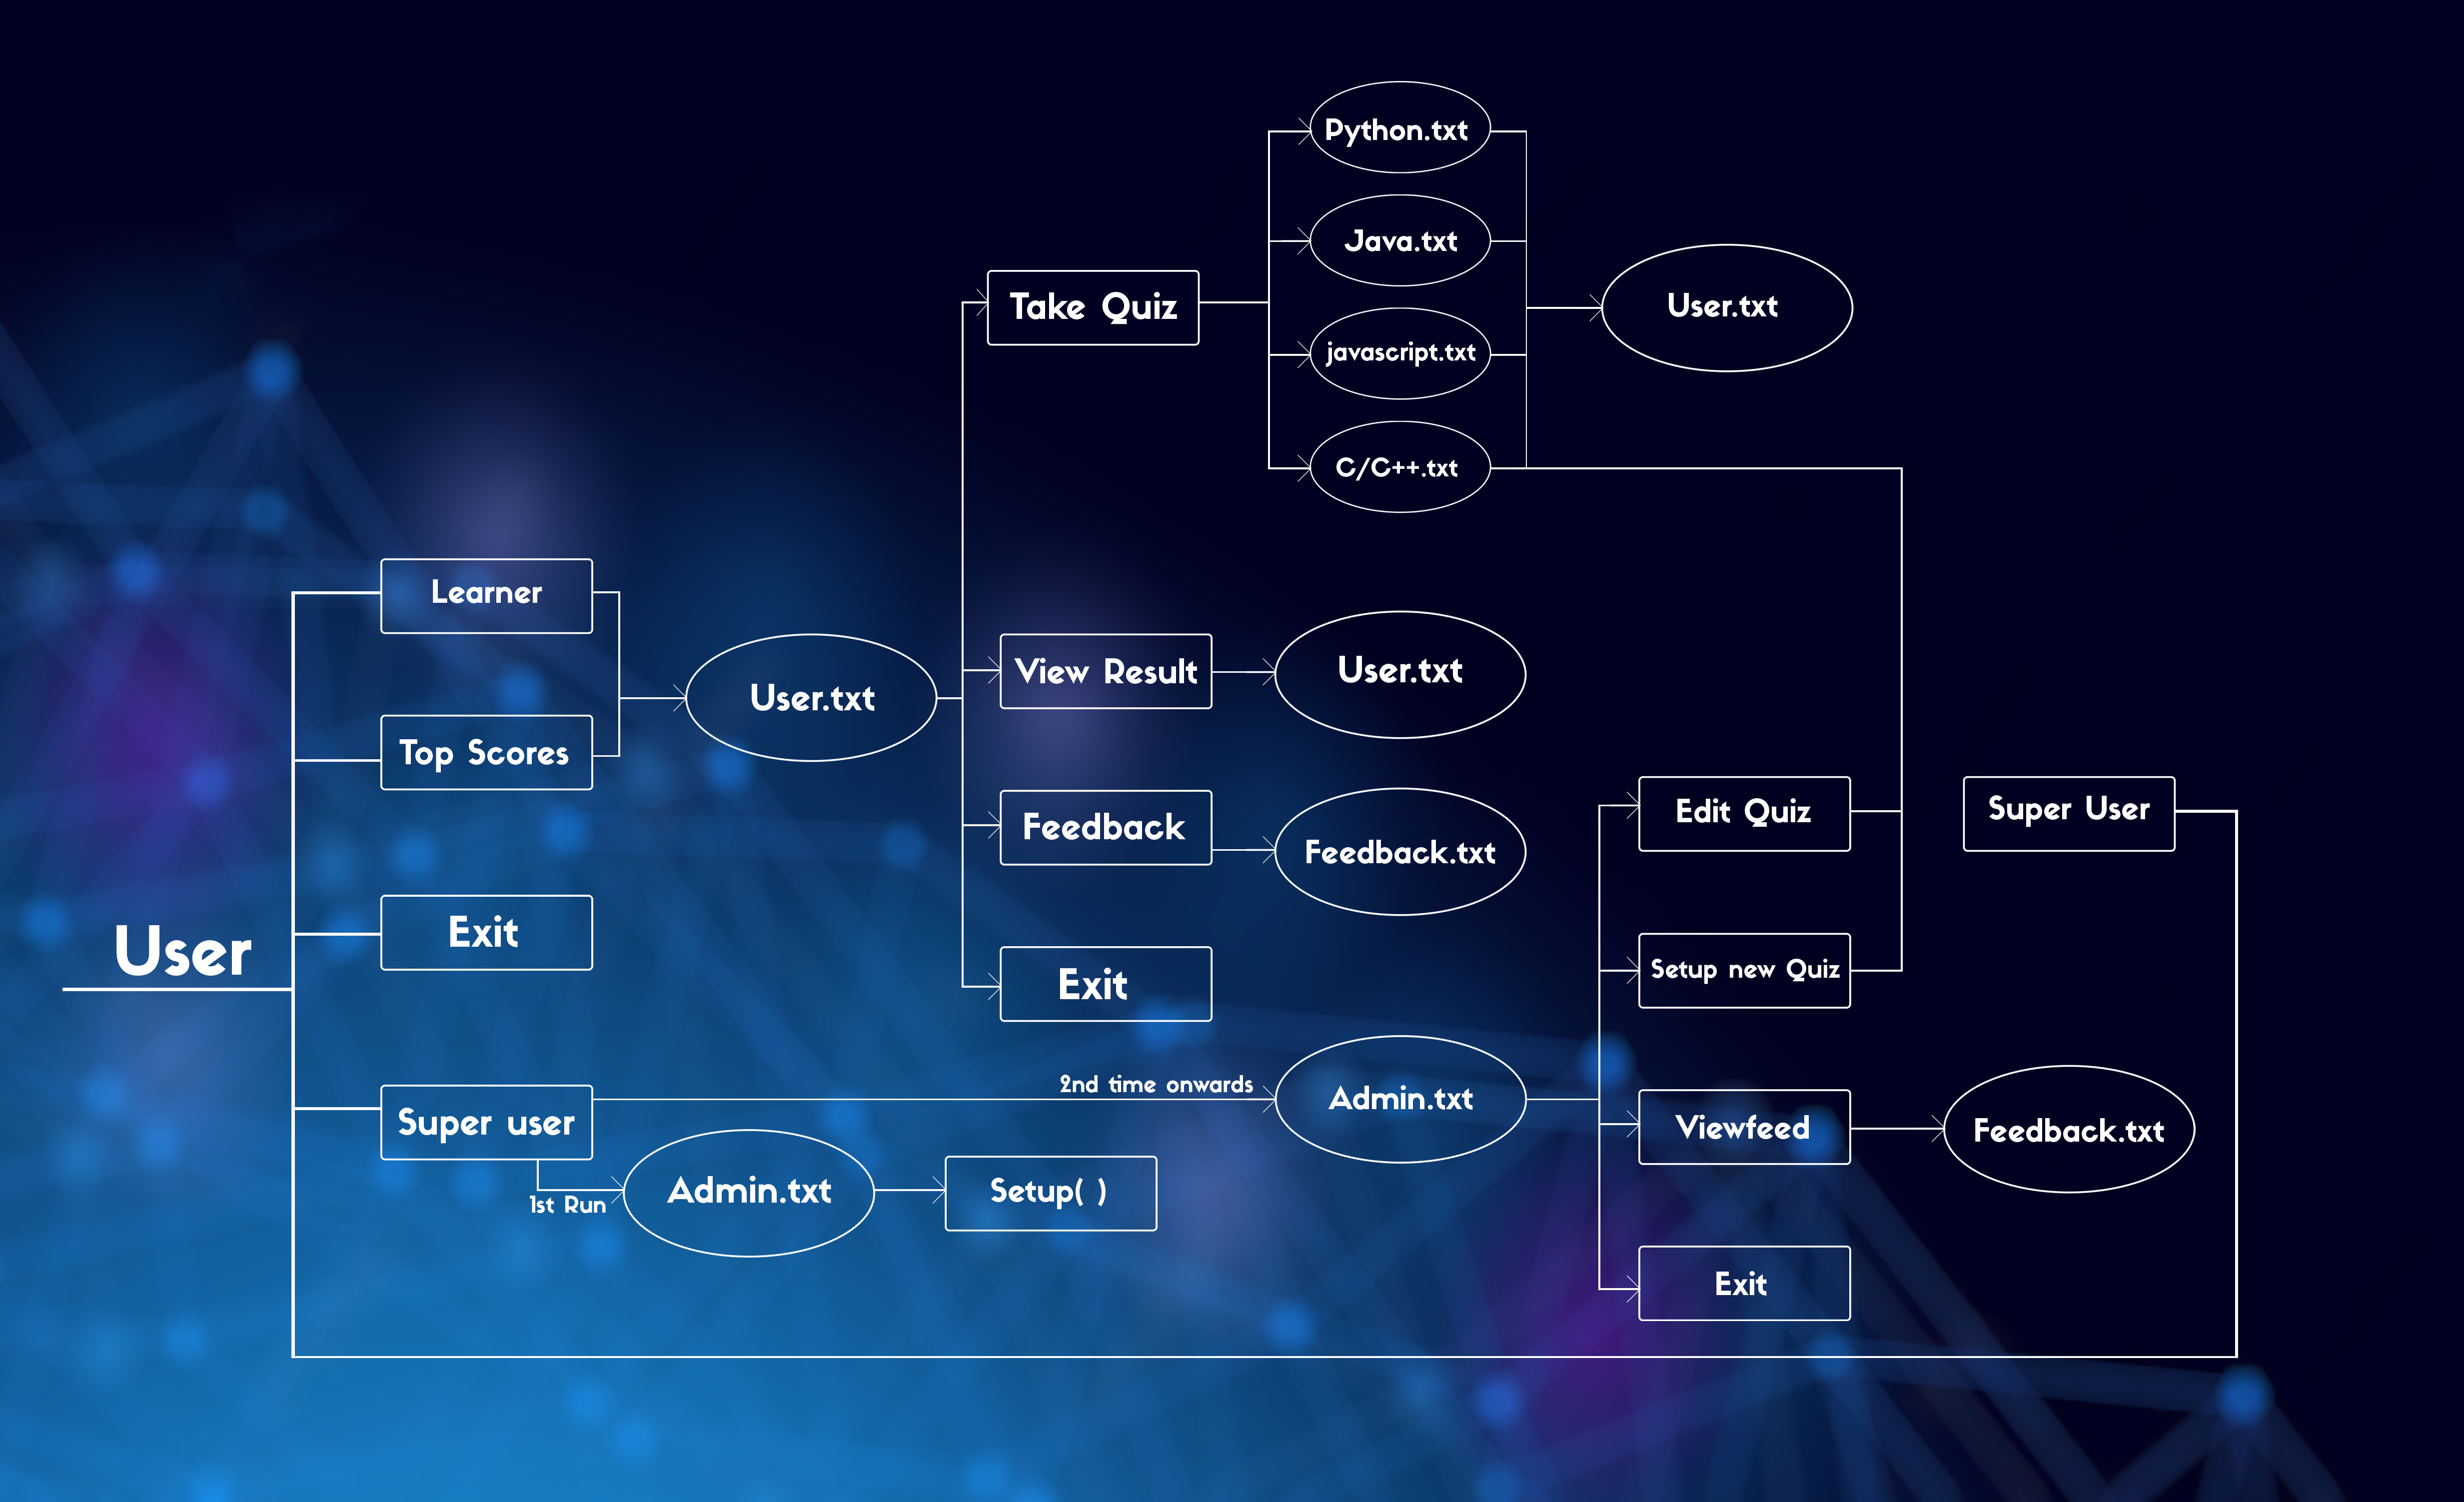 User
Learner
Top Scores
Exit
Super user
1st Run
Admin.txt
Setup( )
2nd time onwards
User.txt
Take Quiz
View Result
Feedback
Exit
Python.txt
Java.txt
javascript.txt
C/C++.txt
User.txt
User.txt
Feedback.txt
Admin.txt
Edit Quiz
Setup new Quiz
Viewfeed
Exit
Super User
Feedback.txt